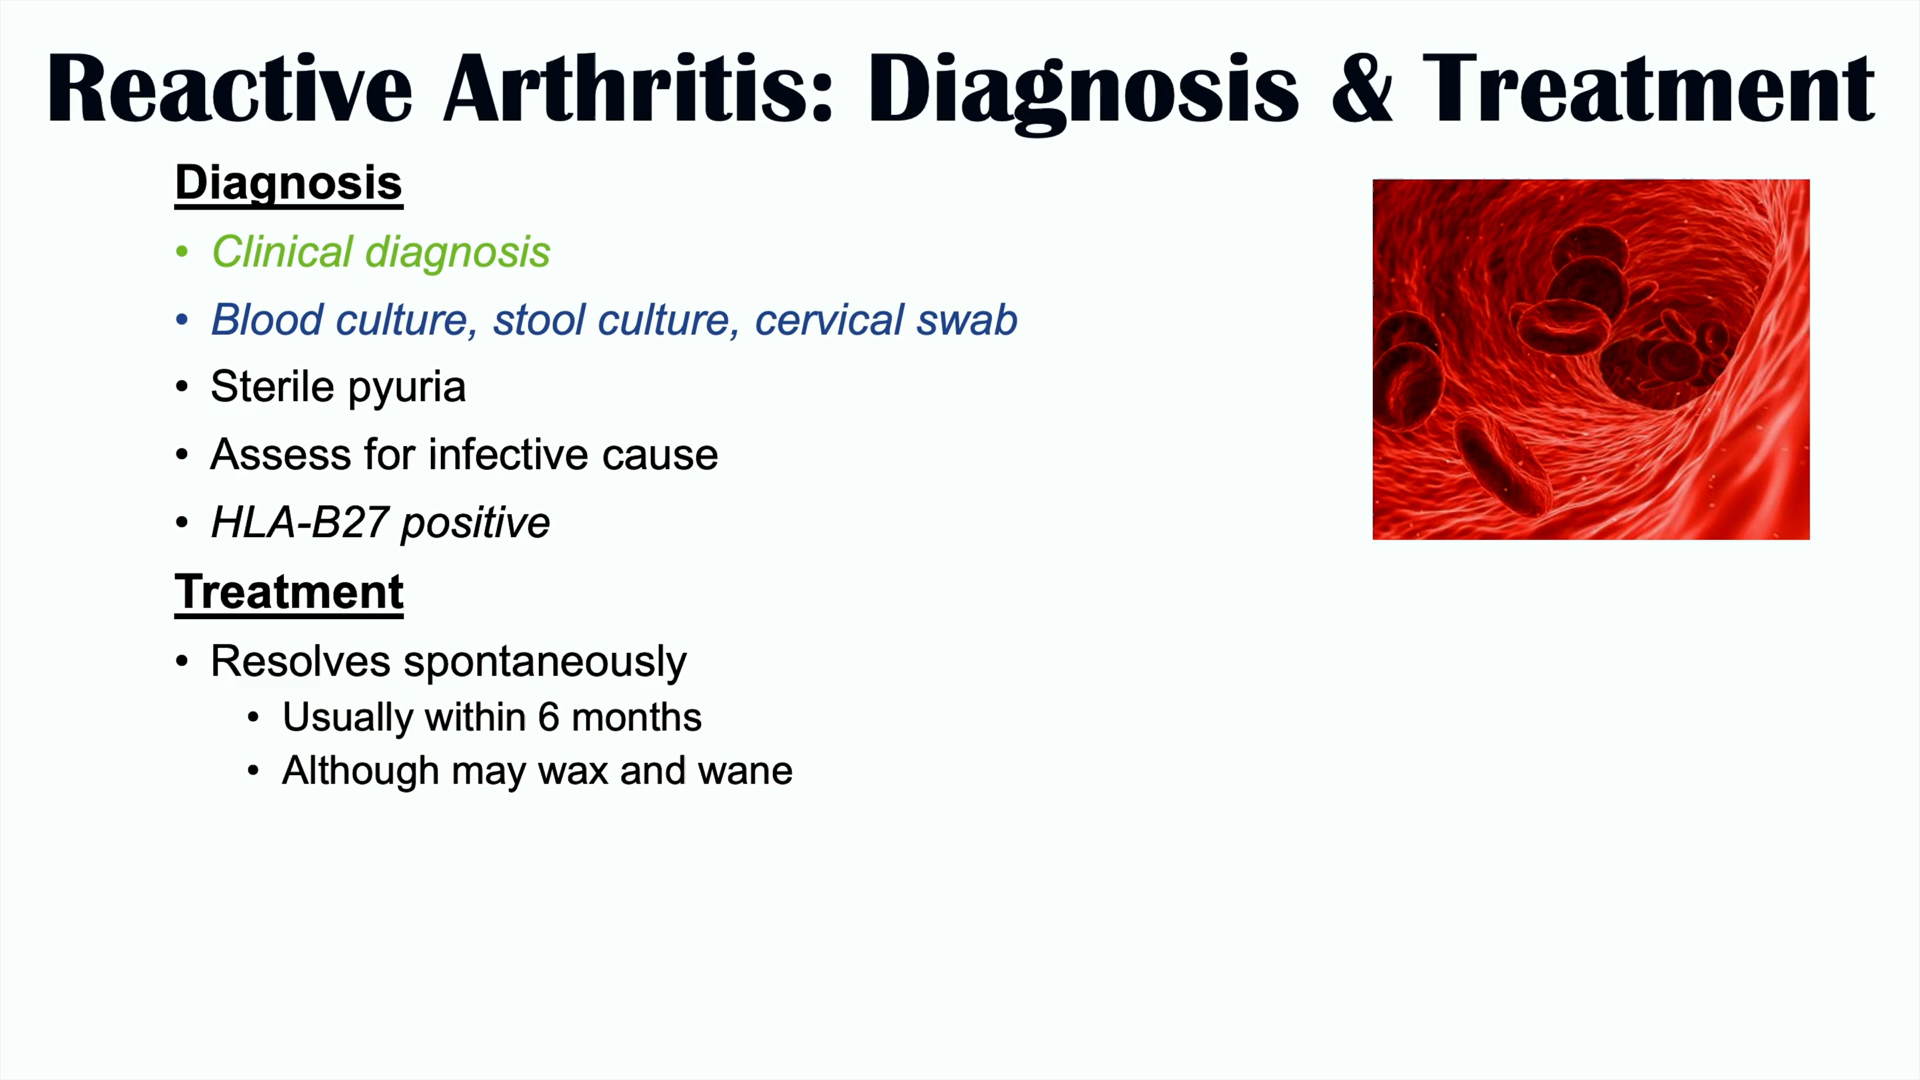 Reactive Arthritis: Diagnosis & Treatment
Diagnosis
• Clinical diagnosis
• Blood culture, stool culture, cervical swab
• Sterile pyuria
• Assess for infective cause
• HLA-B27 positive
Treatment
• Resolves spontaneously
• Usually within 6 months
• Although may wax and wane